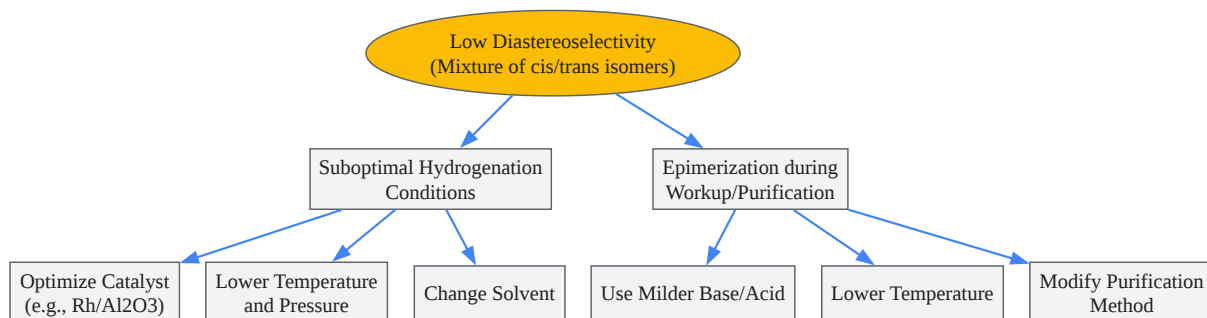 Low Diastereoselectivity
(Mixture of cis/trans isomers)
Suboptimal Hydrogenation
Conditions
Epimerization during
Workup/Purification
Optimize Catalyst
(e.g., Rh/Al2O3)
Lower Temperature
and Pressure
Change Solvent
Use Milder Base/Acid
Lower Temperature
Modify Purification
Method